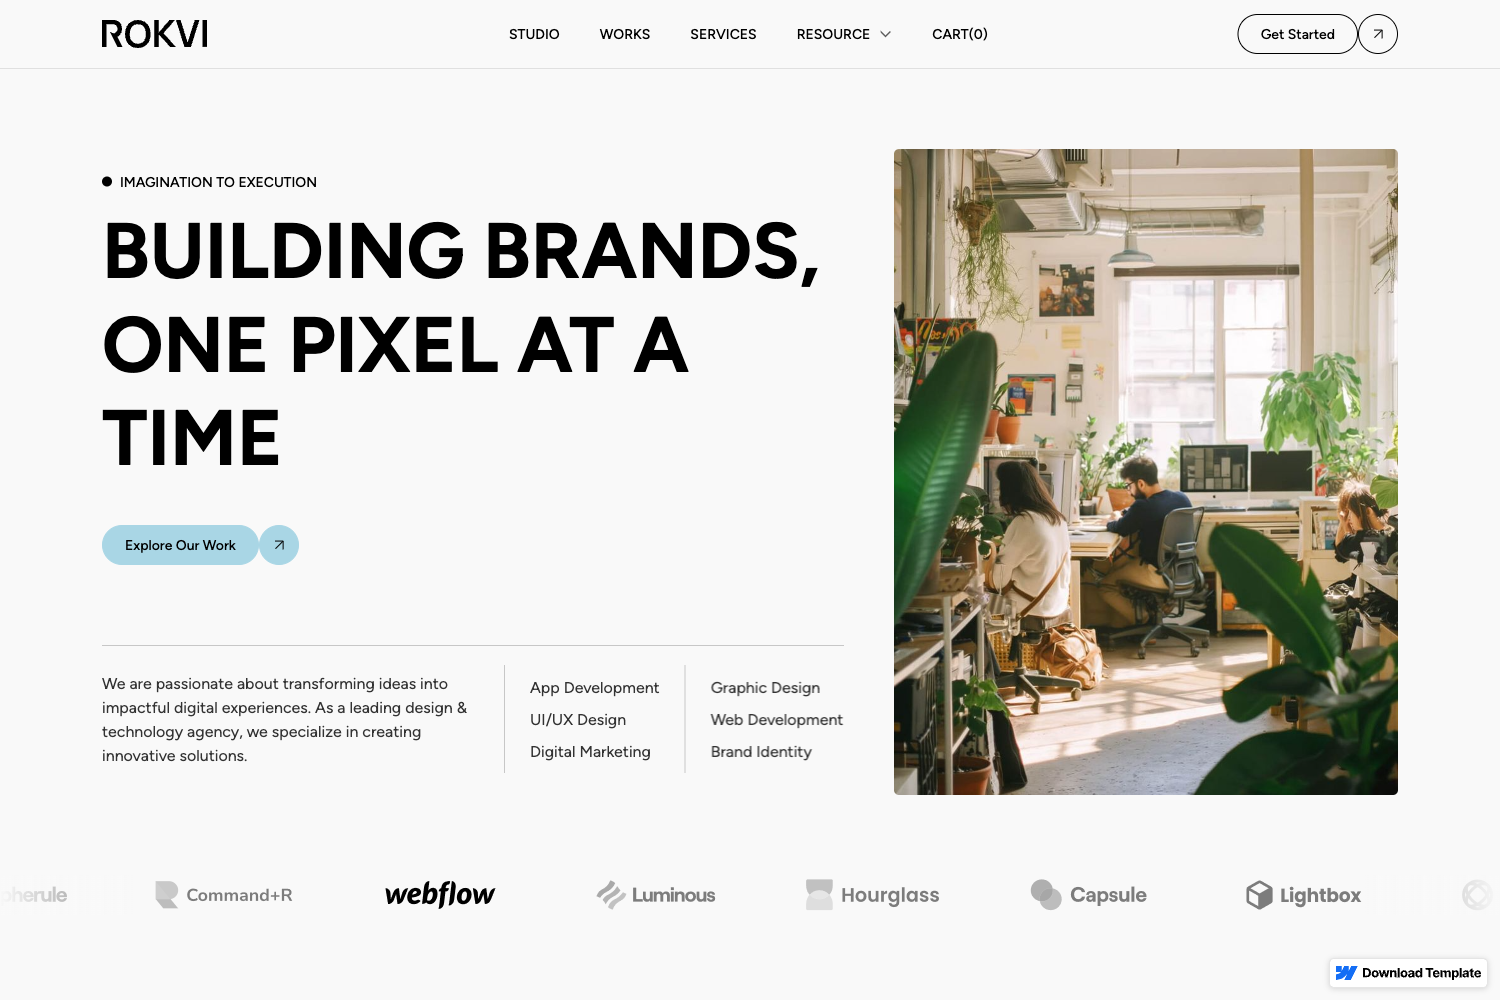 ROKVI
STUDIO
WORKS
SERVICES
RESOURCE
CART(0)
Get Started
IMAGINATION TO EXECUTION
BUILDING BRANDS,
ONE PIXEL AT A
TIME
Explore Our Work
We are passionate about transforming ideas into
impactful digital experiences. As a leading design &
technology agency, we specialize in creating
innovative solutions.
App Development
UI/UX Design
Digital Marketing
Graphic Design
Web Development
Brand Identity
pherule
Command+R
webflow
Luminous
Hourglass
Capsule
Lightbox
Download Template